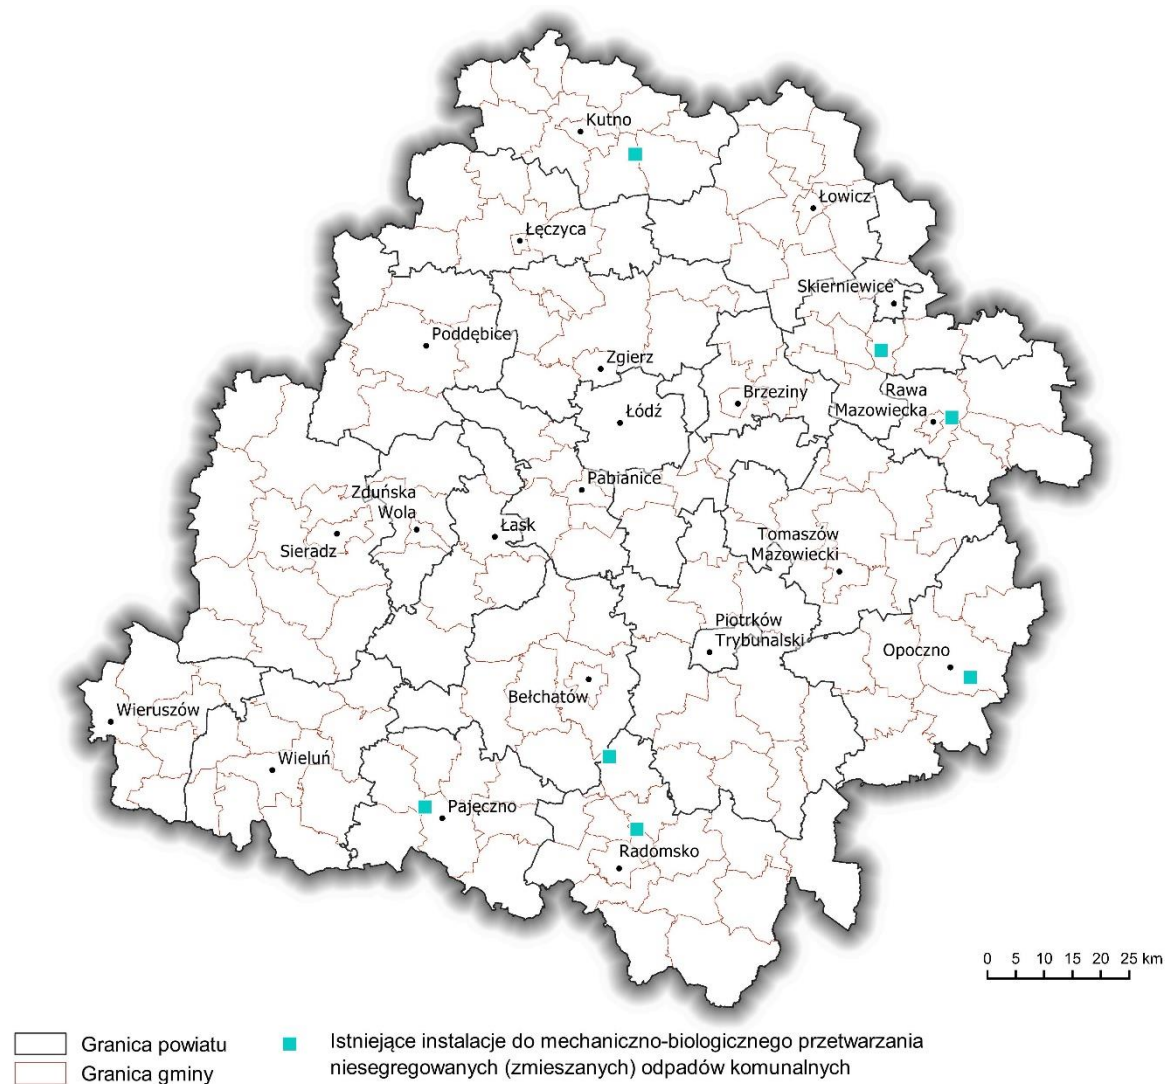 Kutno
Łowicz
Łęczyca
Skierniewice
Poddębice
Zgierz
Brzeziny
Rawa
Mazowiecka
Łódź
Pabianice
Zduńska
Wola
Łask
Sieradz
Tomaszów
Mazowiecki
Piotrków
Trybunalski
Opoczno
Bełchatów
Wieruszów
Wieluń
Pajęczno
Radomsko
0 5 10 15 20 25 km
Granica powiatu
Granica gminy
Istniejące instalacje do mechaniczno-biologicznego przetwarzania
niesegregowanych (zmieszanych) odpadów komunalnych